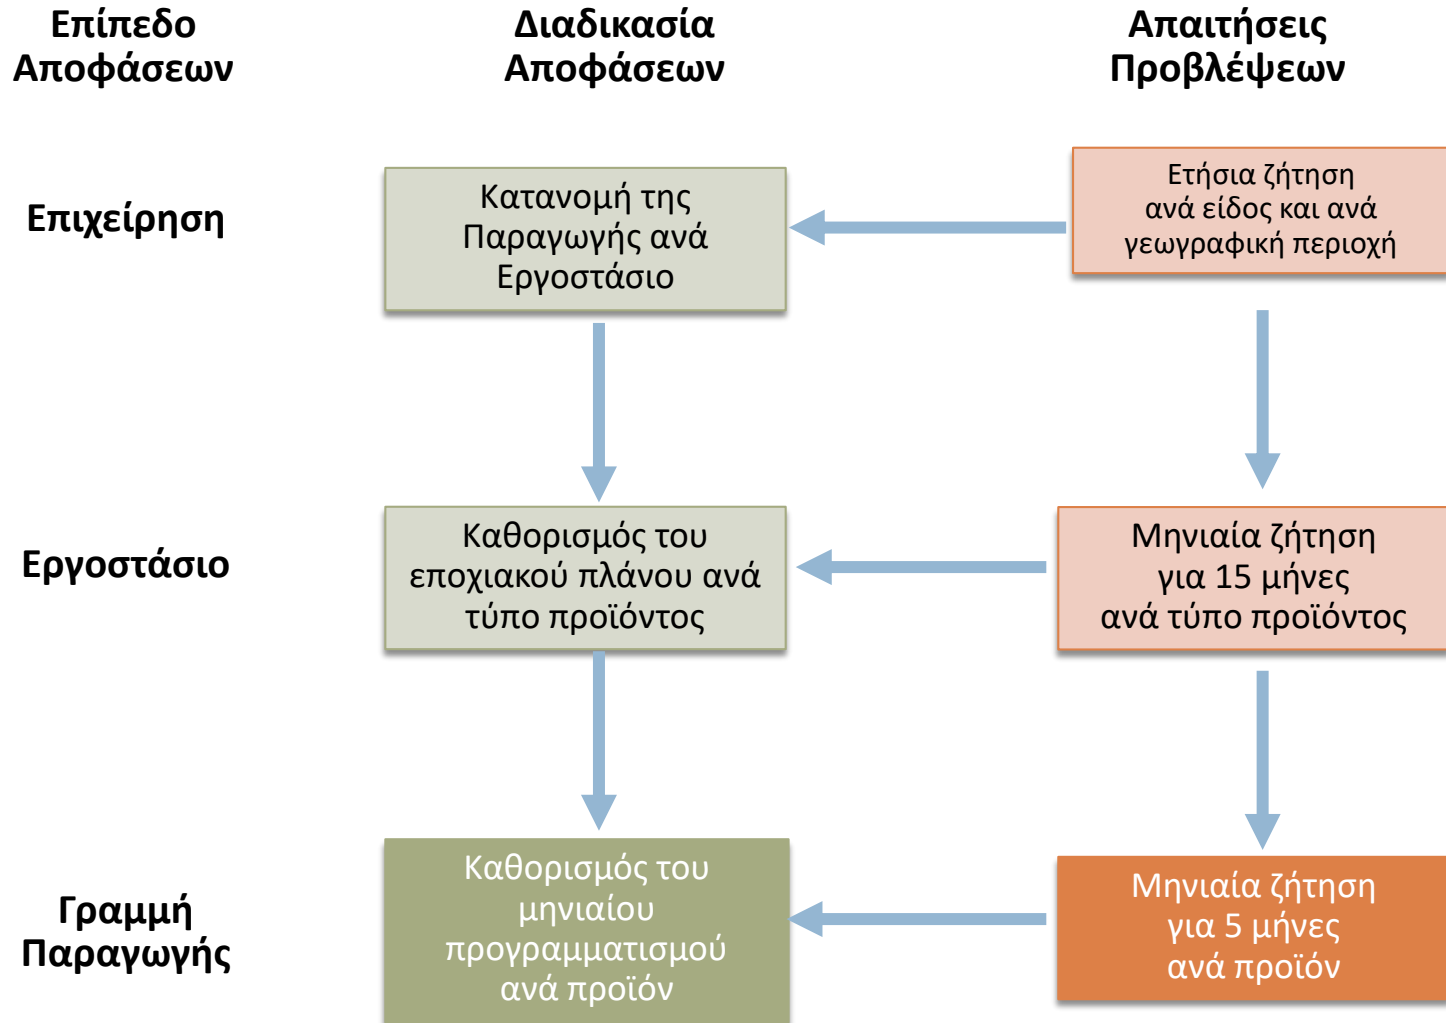 Επίπεδο
Αποφάσεων
Διαδικασία
Αποφάσεων
Απαιτήσεις
Προβλέψεων
Επιχείρηση
Κατανομή της
Παραγωγής ανά
Εργοστάσιο
Ετήσια ζήτηση
ανά είδος και ανά
γεωγραφική περιοχή
Εργοστάσιο
Καθορισμός του
εποχιακού πλάνου ανά
τύπο προϊόντος
Μηνιαία ζήτηση
για 15 μήνες
ανά τύπο προϊόντος
Γραμμή
Παραγωγής
Καθορισμός του
μηνιαίου
προγραμματισμού
ανά προϊόν
Μηνιαία ζήτηση
για 5 μήνες
ανά προϊόν